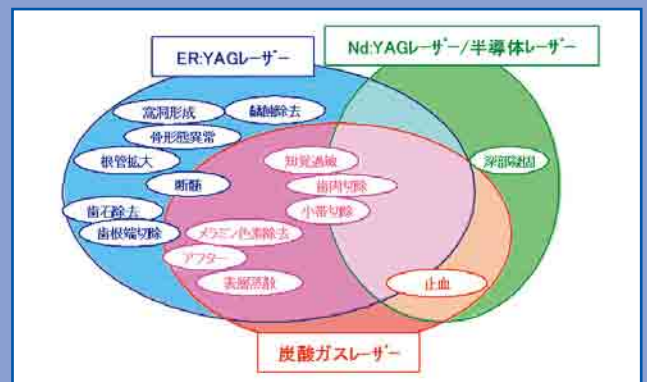 ER:YAGレーザー
Nd:YAGレーザー/半導体レーザー
窩洞形成
齲蝕除去
骨形態異常
根管拡大
知覚過敏
深部凝固
断髄
歯肉切除
歯石除去
小帯切除
歯根端切除
メラミン色素除去
アフター
表層蒸散
止血
炭酸ガスレーザー